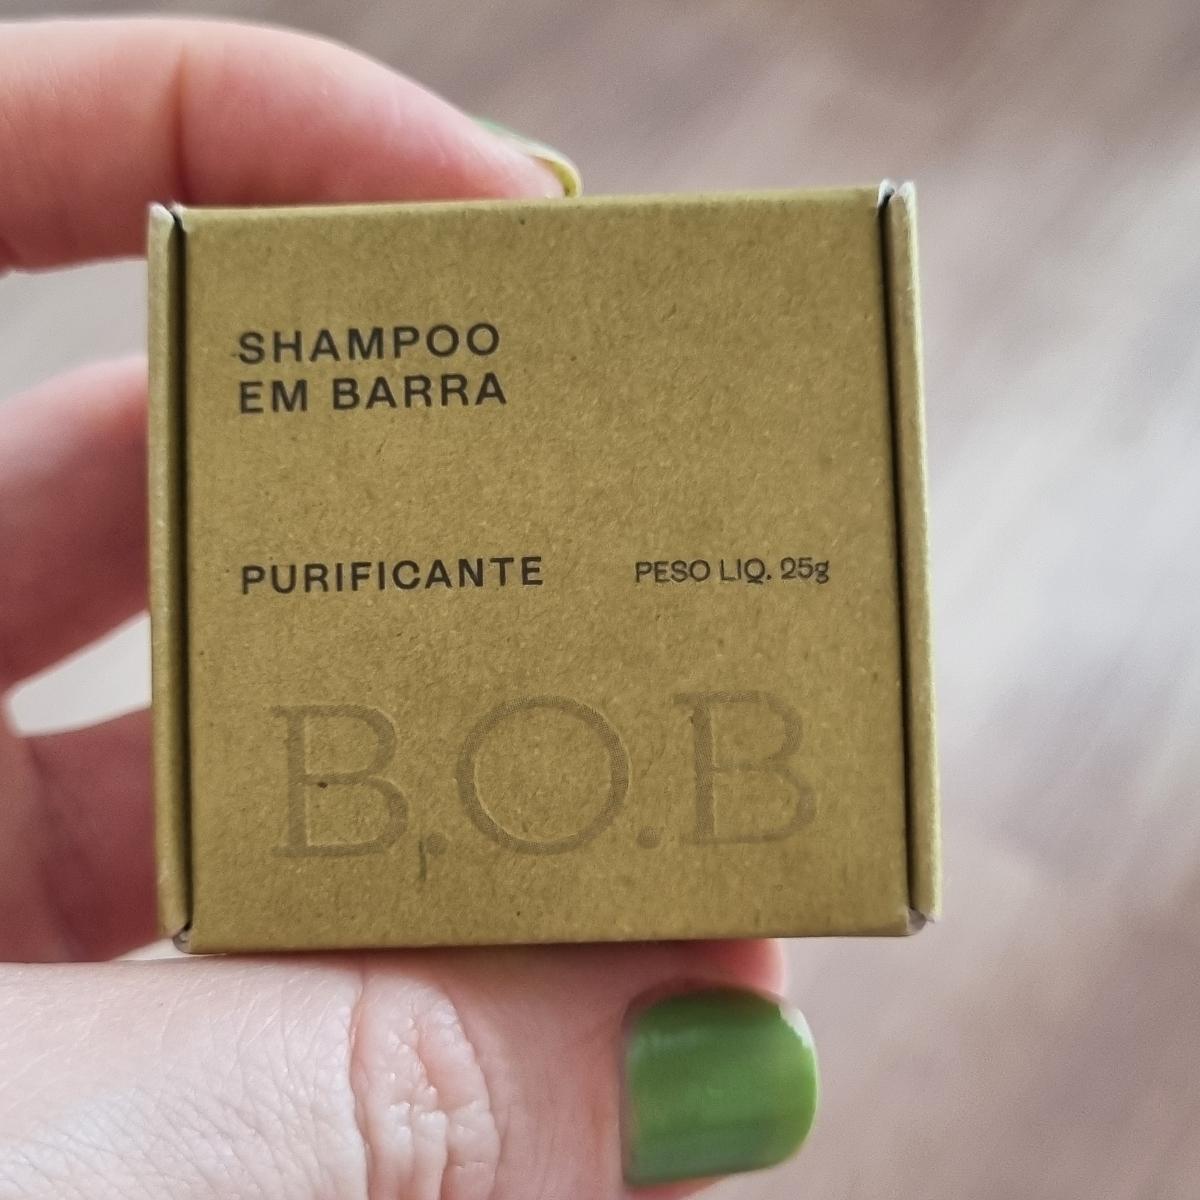 SHAMPOO
EM BARRA
PURIFICANTE PESO LIQ. 25g
B.O.B